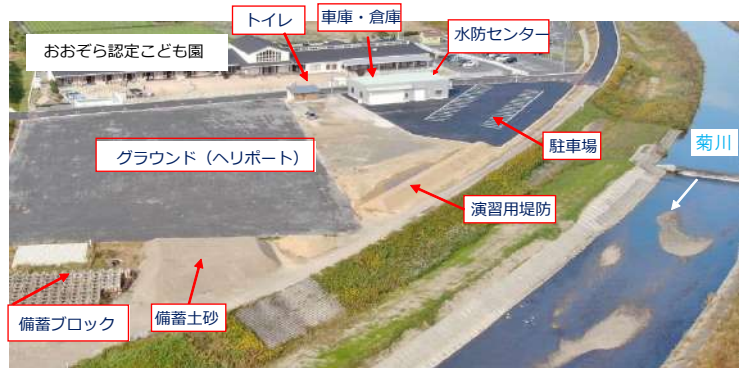 トイレ
車庫・倉庫
水防センター
おおぞら認定こども園
駐車場
菊川
グラウンド（ヘリポート）
演習用堤防
備蓄ブロック
備蓄土砂